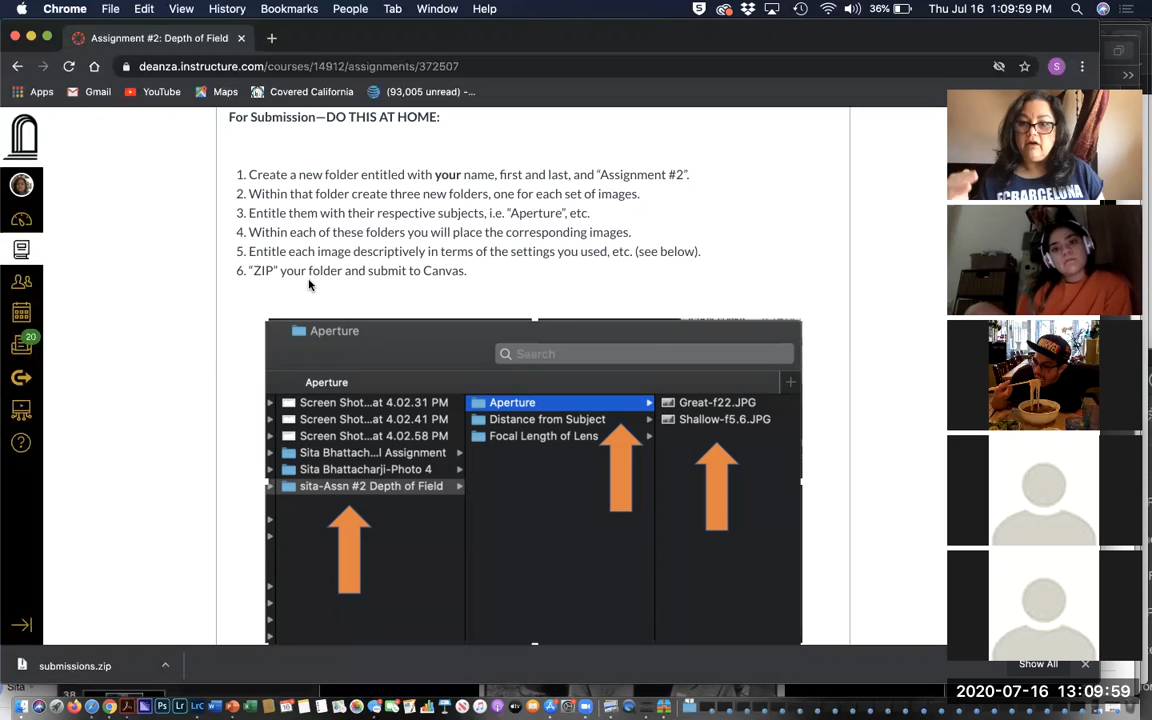 Chrome File Edit View History Bookmarks People Tab Window Help 36% Thu Jul 16 1:09:59 PM
Assignment #2: Depth of Field
deanza.instructure.com/courses/14912/assignments/372507
S
Apps Gmail YouTube Maps Covered California (93,005 unread) -...
For Submission—DO THIS AT HOME:
1. Create a new folder entitled with your name, first and last, and “Assignment #2”.
2. Within that folder create three new folders, one for each set of images.
3. Entitle them with their respective subjects, i.e. “Aperture”, etc.
4. Within each of these folders you will place the corresponding images.
5. Entitle each image descriptively in terms of the settings you used, etc. (see below).
6. “ZIP” your folder and submit to Canvas.
20
Aperture
Search
Aperture
Screen Shot...at 4.02.31 PM Aperture Great-f22.JPG
Screen Shot...at 4.02.41 PM Distance from Subject Shallow-f5.6.JPG
Screen Shot...at 4.02.58 PM Focal Length of Lens
Sita Bhattach...l Assignment
Sita Bhattacharji-Photo 4
sita-Assn #2 Depth of Field
CBARCELONA
MARVEL
submissions.zip
Show All
Sita
38
2020-07-16 13:09:59